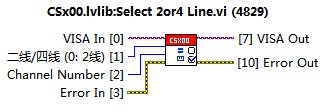 CSx00.lvlib:Select 2or4 Line.vi (4829)
VISA In [0]
二线/四线 (0: 2线) [1]
Channel Number [2]
Error In [3]
CSX00
[7] VISA Out
[10] Error Out